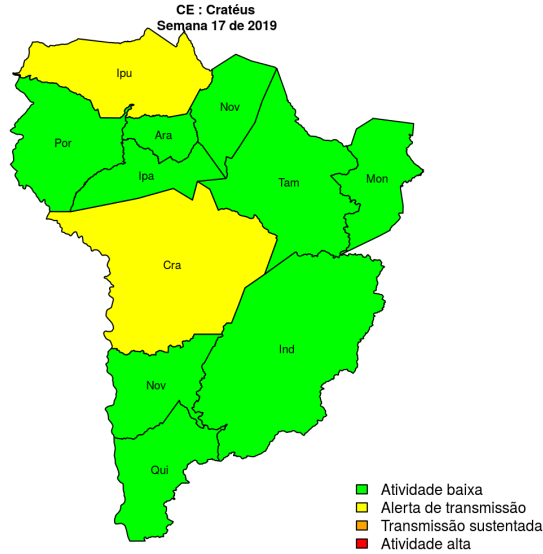 CE : Cratéus
Semana 17 de 2019
Ipu
Nov
Ara
Por
Ipa
Tam
Mon
Cra
Ind
Nov
Qui
Atividade baixa
Alerta de transmissão
Transmissão sustentada
Atividade alta